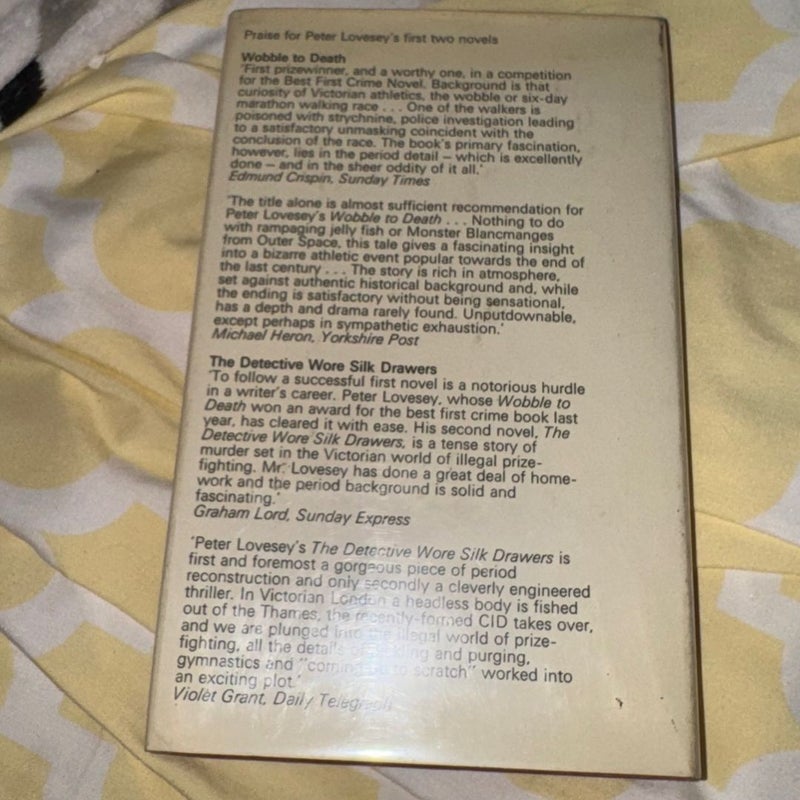 Praise for Peter Lovesey's first two novels
Wobble to Death
'First prizewinner, and a worthy one, in a competition
for the Best First Crime Novel. Background is that
curiosity of Victorian athletics, the wobble or six-day
marathon walking race . . . One of the walkers is
poisoned with strychnine, police investigation leading
to a satisfactory unmasking coincident with the
conclusion of the race. The book's primary fascination,
however, lies in the period detail – which is excellently
done – and in the sheer oddity of it all.'
Edmund Crispin, Sunday Times
'The title alone is almost sufficient recommendation for
Peter Lovesey's Wobble to Death . . . Nothing to do
with rampaging jelly fish or Monster Blancmanges
from Outer Space, this tale gives a fascinating insight
into a bizarre athletic event popular towards the end of
the last century . . . The story is rich in atmosphere,
set against authentic historical background and, while
the ending is satisfactory without being sensational,
has a depth and drama rarely found. Unputdownable,
except perhaps in sympathetic exhaustion.'
Michael Heron, Yorkshire Post
The Detective Wore Silk Drawers
'To follow a successful first novel is a notorious hurdle
in a writer's career. Peter Lovesey, whose Wobble to
Death won an award for the best first crime book last
year, has cleared it with ease. His second novel, The
Detective Wore Silk Drawers, is a tense story of
murder set in the Victorian world of illegal prize-
fighting. Mr. Lovesey has done a great deal of home-
work and the period background is solid and
fascinating.'
Graham Lord, Sunday Express
'Peter Lovesey's The Detective Wore Silk Drawers is
first and foremost a gorgeous piece of period
reconstruction and only secondly a cleverly engineered
thriller. In Victorian London a headless body is fished
out of the Thames, the recently-formed CID takes over,
and we are plunged into the illegal world of prize-
fighting, all the details of and purging,
gymnastics and "coming up to scratch" worked into
an exciting plot.'
Violet Grant, Daily Telegraph